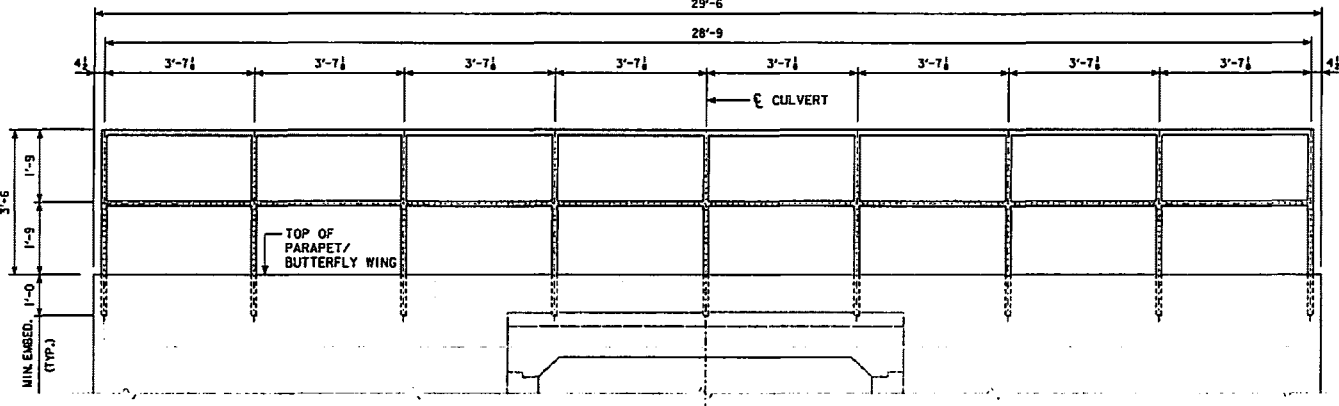 29'-6
28'-9
4½ 3'-7⅛ 3'-7⅛ 3'-7⅛ 3'-7⅛ 3'-7⅛ 3'-7⅛ 3'-7⅛ 3'-7⅛ 4½
℄ CULVERT
3'-6
1'-9
1'-9
TOP OF
PARAPET/
BUTTERFLY WING
1'-0
MIN. EMBED.
(TYP.)